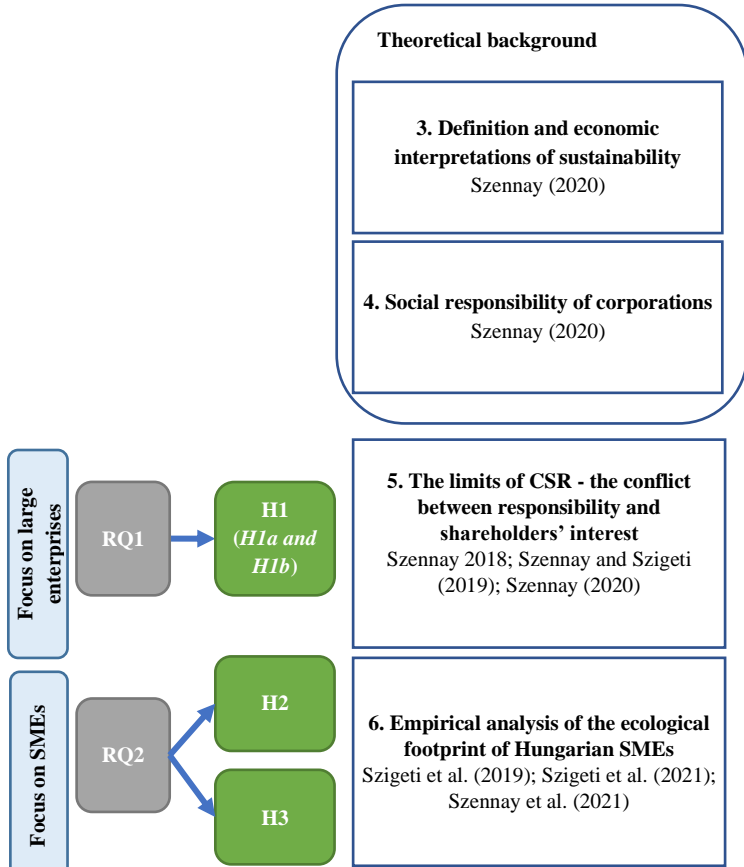 Theoretical background
3. Definition and economic
interpretations of sustainability
Szennay (2020)
4. Social responsibility of corporations
Szennay (2020)
Focus on large
enterprises
RQ1
H1
(H1a and
H1b)
5. The limits of CSR - the conflict
between responsibility and
shareholders’ interest
Szennay 2018; Szennay and Szigeti
(2019); Szennay (2020)
Focus on SMEs
RQ2
H2
H3
6. Empirical analysis of the ecological
footprint of Hungarian SMEs
Szigeti et al. (2019); Szigeti et al. (2021);
Szennay et al. (2021)